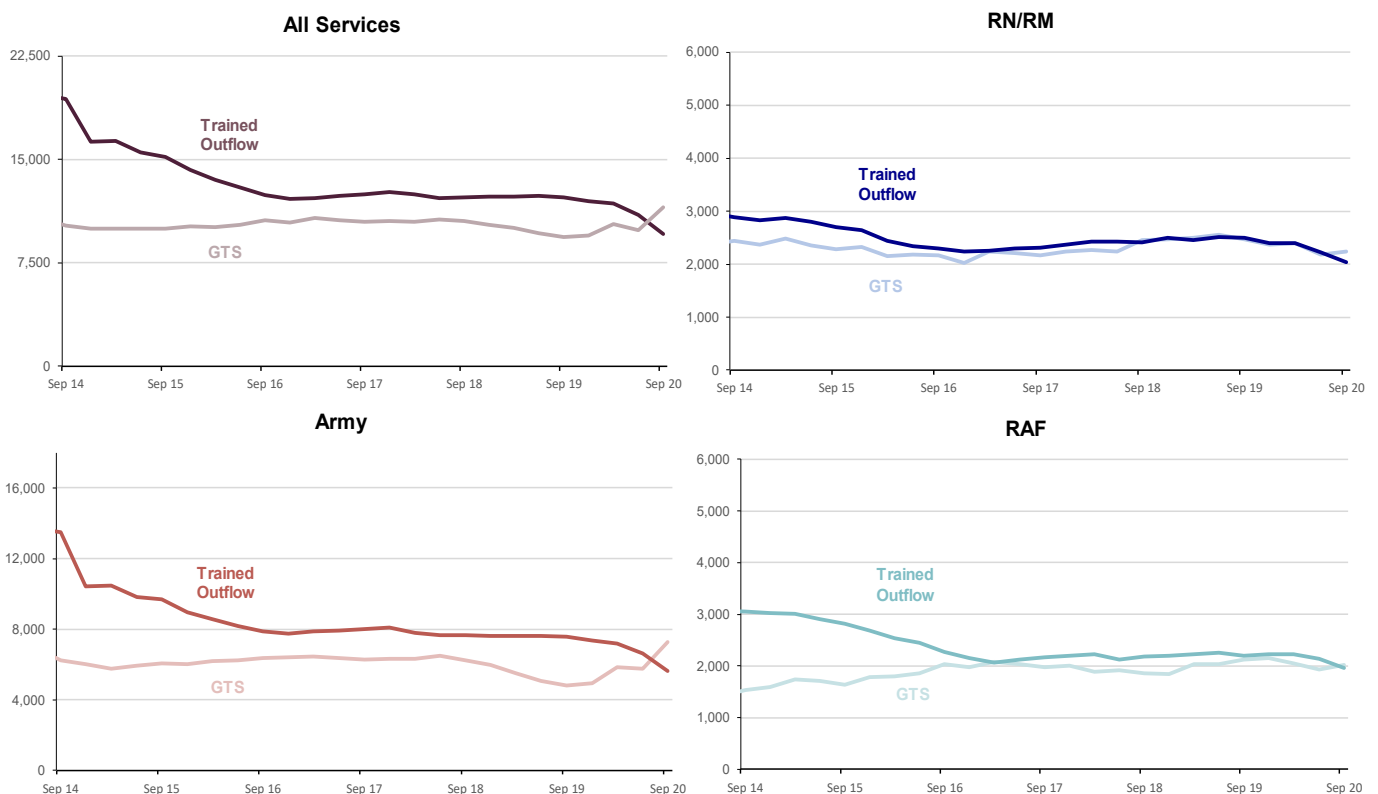 All Services
22,500
15,000
7,500
0
Trained
Outflow
GTS
Sep 14 Sep 15 Sep 16 Sep 17 Sep 18 Sep 19 Sep 20
RN/RM
6,000
5,000
4,000
3,000
2,000
1,000
0
Trained
Outflow
GTS
Sep 14 Sep 15 Sep 16 Sep 17 Sep 18 Sep 19 Sep 20
Army
16,000
12,000
8,000
4,000
0
Trained
Outflow
GTS
Sep 14 Sep 15 Sep 16 Sep 17 Sep 18 Sep 19 Sep 20
RAF
6,000
5,000
4,000
3,000
2,000
1,000
0
Trained
Outflow
GTS
Sep 14 Sep 15 Sep 16 Sep 17 Sep 18 Sep 19 Sep 20